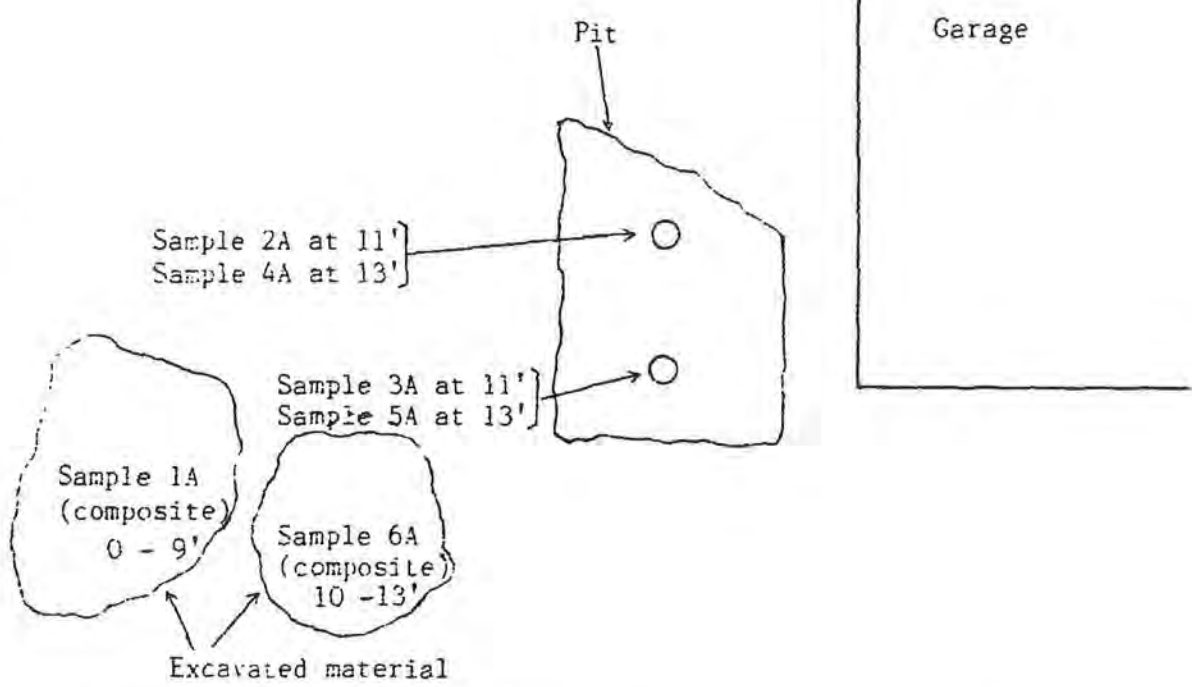 Pit
Garage
Sample 2A at 11'
Sample 4A at 13'
Sample 3A at 11'
Sample 5A at 13'
Sample 1A
(composite)
0 - 9'
Sample 6A
(composite)
10 -13'
Excavated material